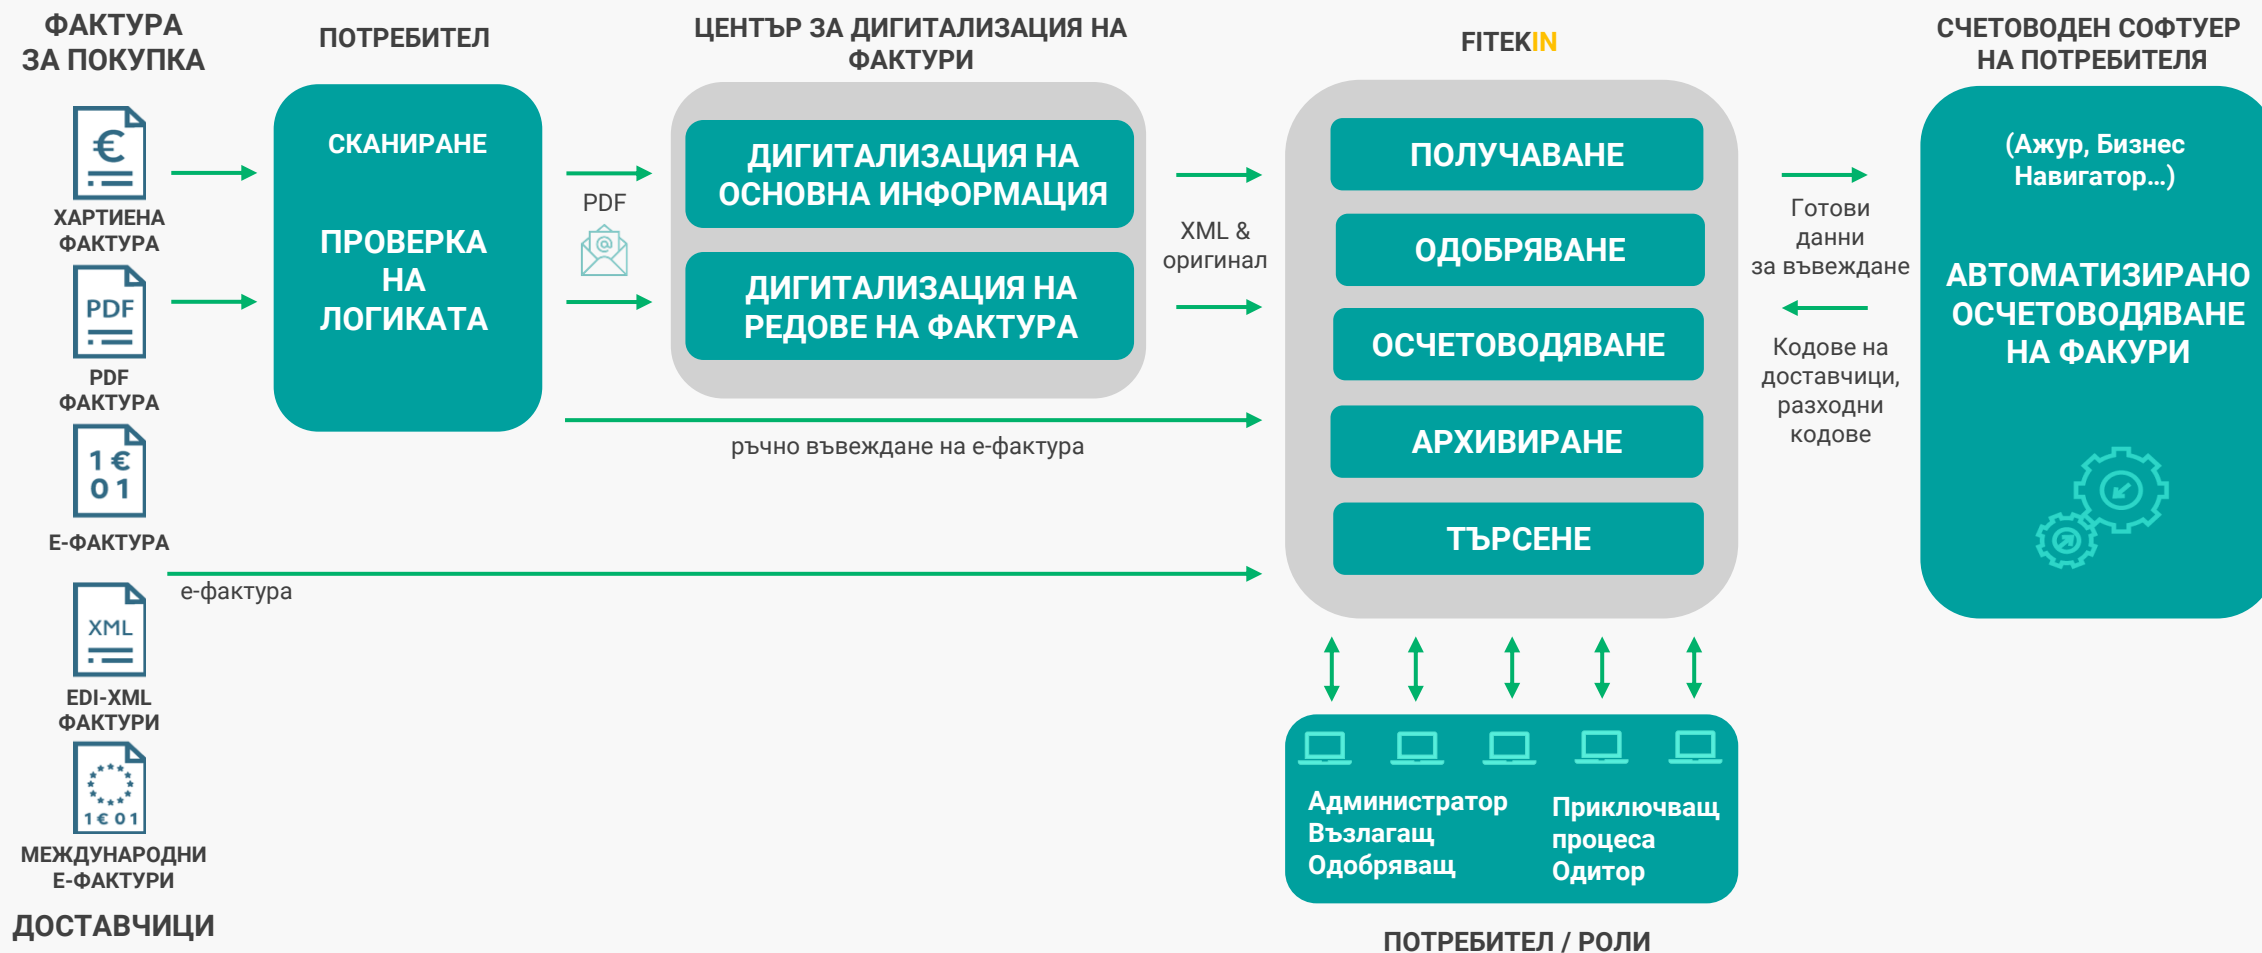 ФАКТУРА
ЗА ПОКУПКА
€
ХАРТИЕНА
ФАКТУРА
PDF
PDF
ФАКТУРА
1 €
0 1
Е-ФАКТУРА
XML
EDI-XML
ФАКТУРИ
1 € 0 1
МЕЖДУНАРОДНИ
Е-ФАКТУРИ
ДОСТАВЧИЦИ
ПОТРЕБИТЕЛ
СКАНИРАНЕ
ПРОВЕРКА
НА
ЛОГИКАТА
PDF
@
ЦЕНТЪР ЗА ДИГИТАЛИЗАЦИЯ НА
ФАКТУРИ
ДИГИТАЛИЗАЦИЯ НА
ОСНОВНА ИНФОРМАЦИЯ
ДИГИТАЛИЗАЦИЯ НА
РЕДОВЕ НА ФАКТУРА
XML &
оригинал
ръчно въвеждане на е-фактура
е-фактура
FITEKIN
ПОЛУЧАВАНЕ
ОДОБРЯВАНЕ
ОСЧЕТОВОДЯВАНЕ
АРХИВИРАНЕ
ТЪРСЕНЕ
Готови
данни
за въвеждане
Кодове на
доставчици,
разходни
кодове
СЧЕТОВОДЕН СОФТУЕР
НА ПОТРЕБИТЕЛЯ
(Ажур, Бизнес
Навигатор...)
АВТОМАТИЗИРАНО
ОСЧЕТОВОДЯВАНЕ
НА ФАКУРИ
Администратор
Възлагащ
Одобряващ
Приключващ
процеса
Одитор
ПОТРЕБИТЕЛ / РОЛИ